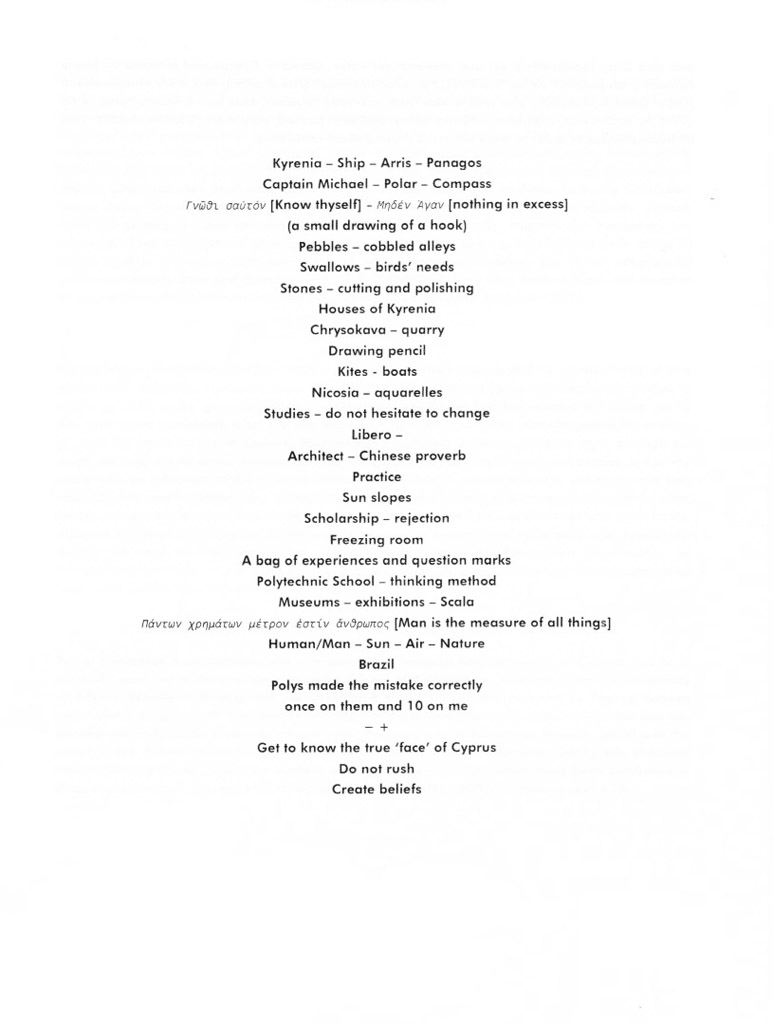 Kyrenia – Ship – Arris – Panagos
Captain Michael – Polar – Compass
Γνῶθι σαύτόν [Know thyself] – Μηδέν Ἀγαν [nothing in excess]
(a small drawing of a hook)
Pebbles – cobbled alleys
Swallows – birds' needs
Stones – cutting and polishing
Houses of Kyrenia
Chrysokava – quarry
Drawing pencil
Kites - boats
Nicosia – aquarelles
Studies – do not hesitate to change
Libero –
Architect – Chinese proverb
Practice
Sun slopes
Scholarship – rejection
Freezing room
A bag of experiences and question marks
Polytechnic School – thinking method
Museums – exhibitions – Scala
Πάντων χρημάτων μέτρον ἐστίν ἄνθρωπος [Man is the measure of all things]
Human/Man – Sun – Air – Nature
Brazil
Polys made the mistake correctly
once on them and 10 on me
– +
Get to know the true 'face' of Cyprus
Do not rush
Create beliefs